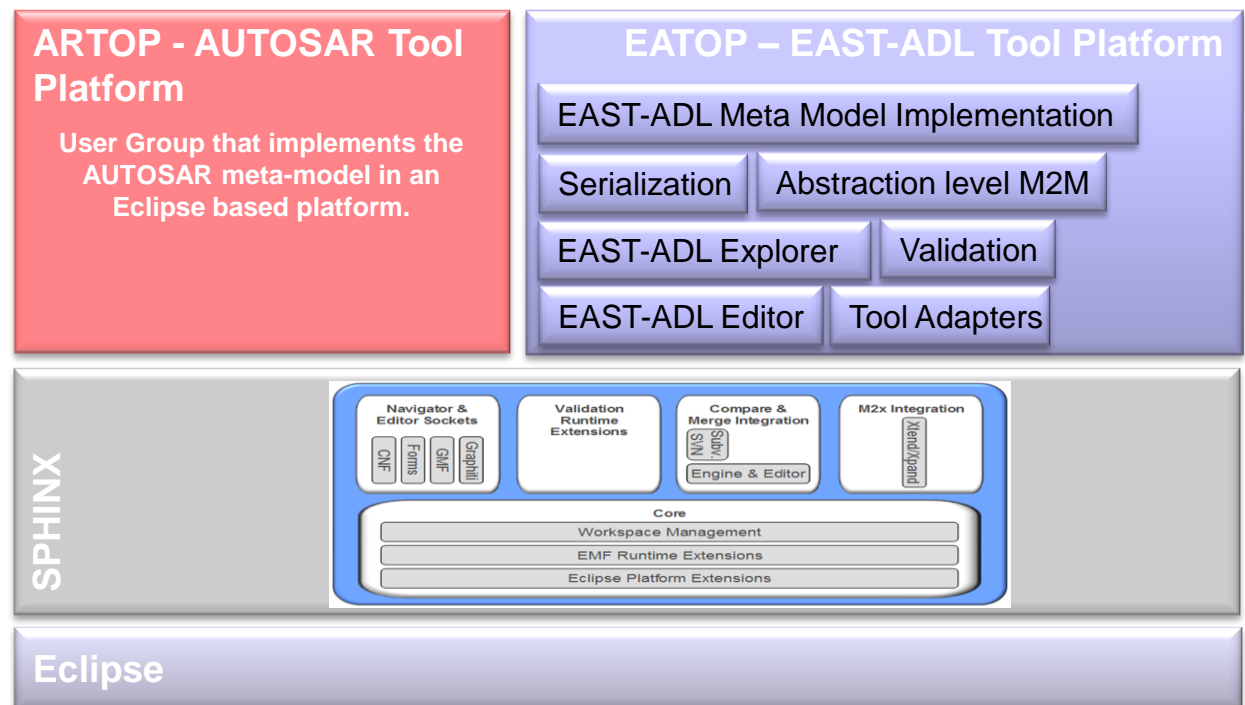 ARTOP - AUTOSAR Tool
Platform
User Group that implements the
AUTOSAR meta-model in an
Eclipse based platform.
EATOP – EAST-ADL Tool Platform
EAST-ADL Meta Model Implementation
Serialization
Abstraction level M2M
EAST-ADL Explorer
Validation
EAST-ADL Editor
Tool Adapters
SPHINX
Navigator &
Editor Sockets
CNF
Forms
GMF
Graphiti
Validation
Runtime
Extensions
Compare &
Merge Integration
Subv.
SVN
Engine & Editor
M2x Integration
Xtend/Xpand
Core
Workspace Management
EMF Runtime Extensions
Eclipse Platform Extensions
Eclipse